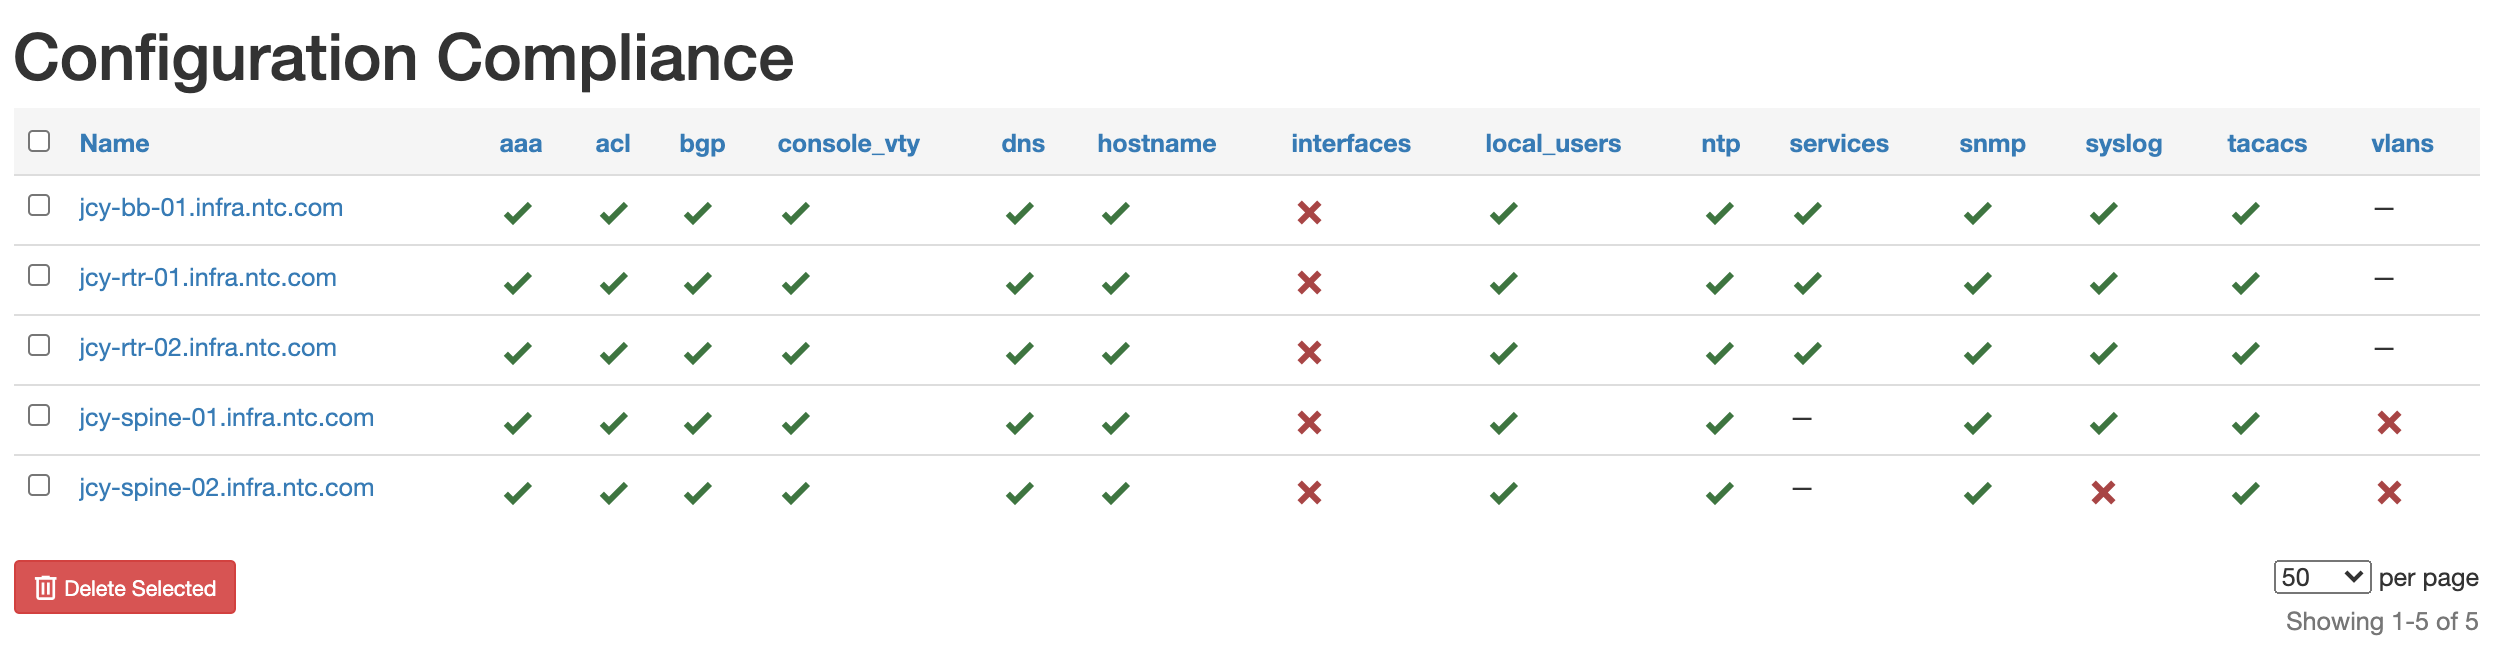 Configuration Compliance
Name aaa acl bgp console_vty dns hostname interfaces local_users ntp services snmp syslog tacacs vlans
jcy-bb-01.infra.ntc.com ✔ ✔ ✔ ✔ ✔ ✔ ✖ ✔ ✔ ✔ ✔ ✔ ✔ —
jcy-rtr-01.infra.ntc.com ✔ ✔ ✔ ✔ ✔ ✔ ✖ ✔ ✔ ✔ ✔ ✔ ✔ —
jcy-rtr-02.infra.ntc.com ✔ ✔ ✔ ✔ ✔ ✔ ✖ ✔ ✔ ✔ ✔ ✔ ✔ —
jcy-spine-01.infra.ntc.com ✔ ✔ ✔ ✔ ✔ ✔ ✖ ✔ ✔ — ✔ ✔ ✔ ✖
jcy-spine-02.infra.ntc.com ✔ ✔ ✔ ✔ ✔ ✔ ✖ ✔ ✔ — ✔ ✖ ✔ ✖
Delete Selected
50 per page
Showing 1-5 of 5